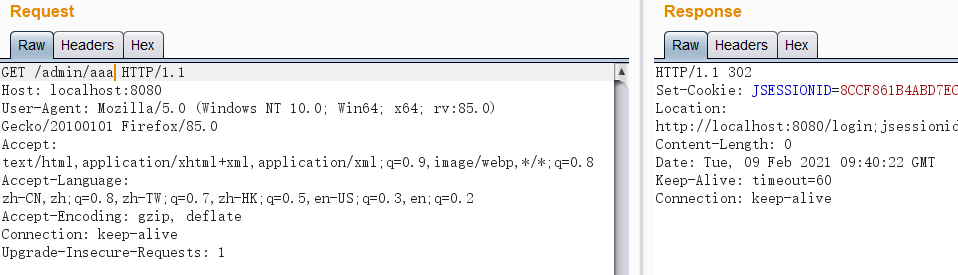 Request
Raw Headers Hex
GET /admin/aaa HTTP/1.1
Host: localhost:8080
User-Agent: Mozilla/5.0 (Windows NT 10.0; Win64; x64; rv:85.0)
Gecko/20100101 Firefox/85.0
Accept:
text/html,application/xhtml+xml,application/xml;q=0.9,image/webp,*/*;q=0.8
Accept-Language:
zh-CN,zh;q=0.8,zh-TW;q=0.7,zh-HK;q=0.5,en-US;q=0.3,en;q=0.2
Accept-Encoding: gzip, deflate
Connection: keep-alive
Upgrade-Insecure-Requests: 1
Response
Raw Headers Hex
HTTP/1.1 302
Set-Cookie: JSESSIONID=8CCF861B4ABD7EC
Location:
http://localhost:8080/login;jsessionid
Content-Length: 0
Date: Tue, 09 Feb 2021 09:40:22 GMT
Keep-Alive: timeout=60
Connection: keep-alive